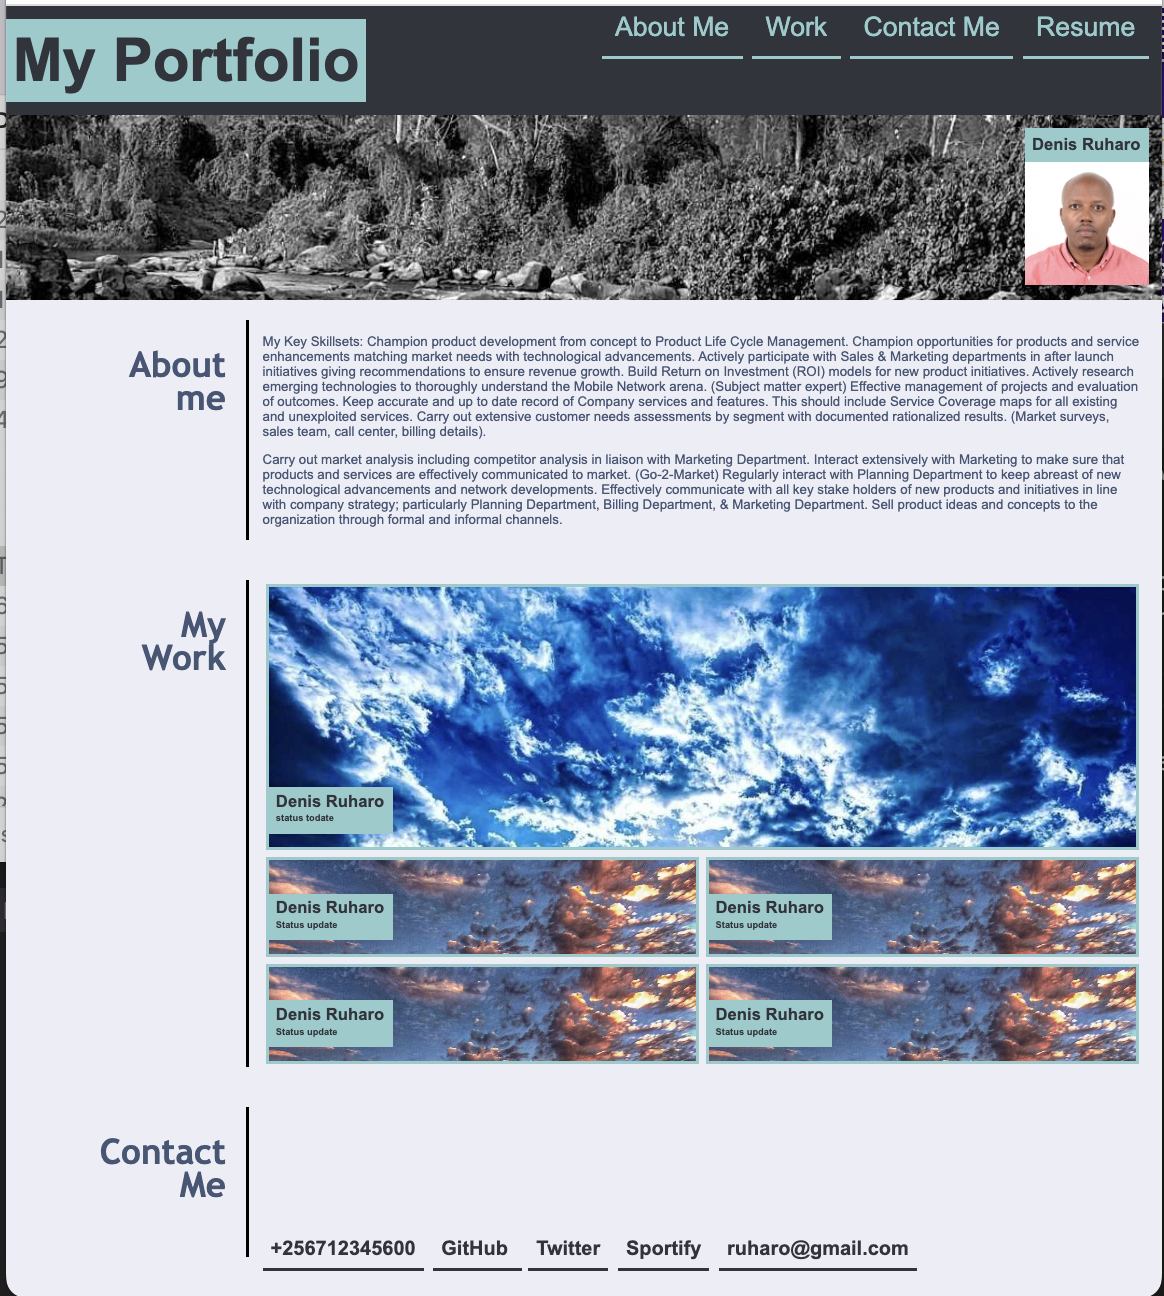 My Portfolio
About Me Work Contact Me Resume
Denis Ruharo
About
me
My Key Skillsets: Champion product development from concept to Product Life Cycle Management. Champion opportunities for products and service
enhancements matching market needs with technological advancements. Actively participate with Sales & Marketing departments in after launch
initiatives giving recommendations to ensure revenue growth. Build Return on Investment (ROI) models for new product initiatives. Actively research
emerging technologies to thoroughly understand the Mobile Network arena. (Subject matter expert) Effective management of projects and evaluation
of outcomes. Keep accurate and up to date record of Company services and features. This should include Service Coverage maps for all existing
and unexploited services. Carry out extensive customer needs assessments by segment with documented rationalized results. (Market surveys,
sales team, call center, billing details).
Carry out market analysis including competitor analysis in liaison with Marketing Department. Interact extensively with Marketing to make sure that
products and services are effectively communicated to market. (Go-2-Market) Regularly interact with Planning Department to keep abreast of new
technological advancements and network developments. Effectively communicate with all key stake holders of new products and initiatives in line
with company strategy; particularly Planning Department, Billing Department, & Marketing Department. Sell product ideas and concepts to the
organization through formal and informal channels.
My
Work
Denis Ruharo
status todate
Denis Ruharo
Status update
Denis Ruharo
Status update
Denis Ruharo
Status update
Denis Ruharo
Status update
Contact
Me
+256712345600 GitHub Twitter Sportify ruharo@gmail.com